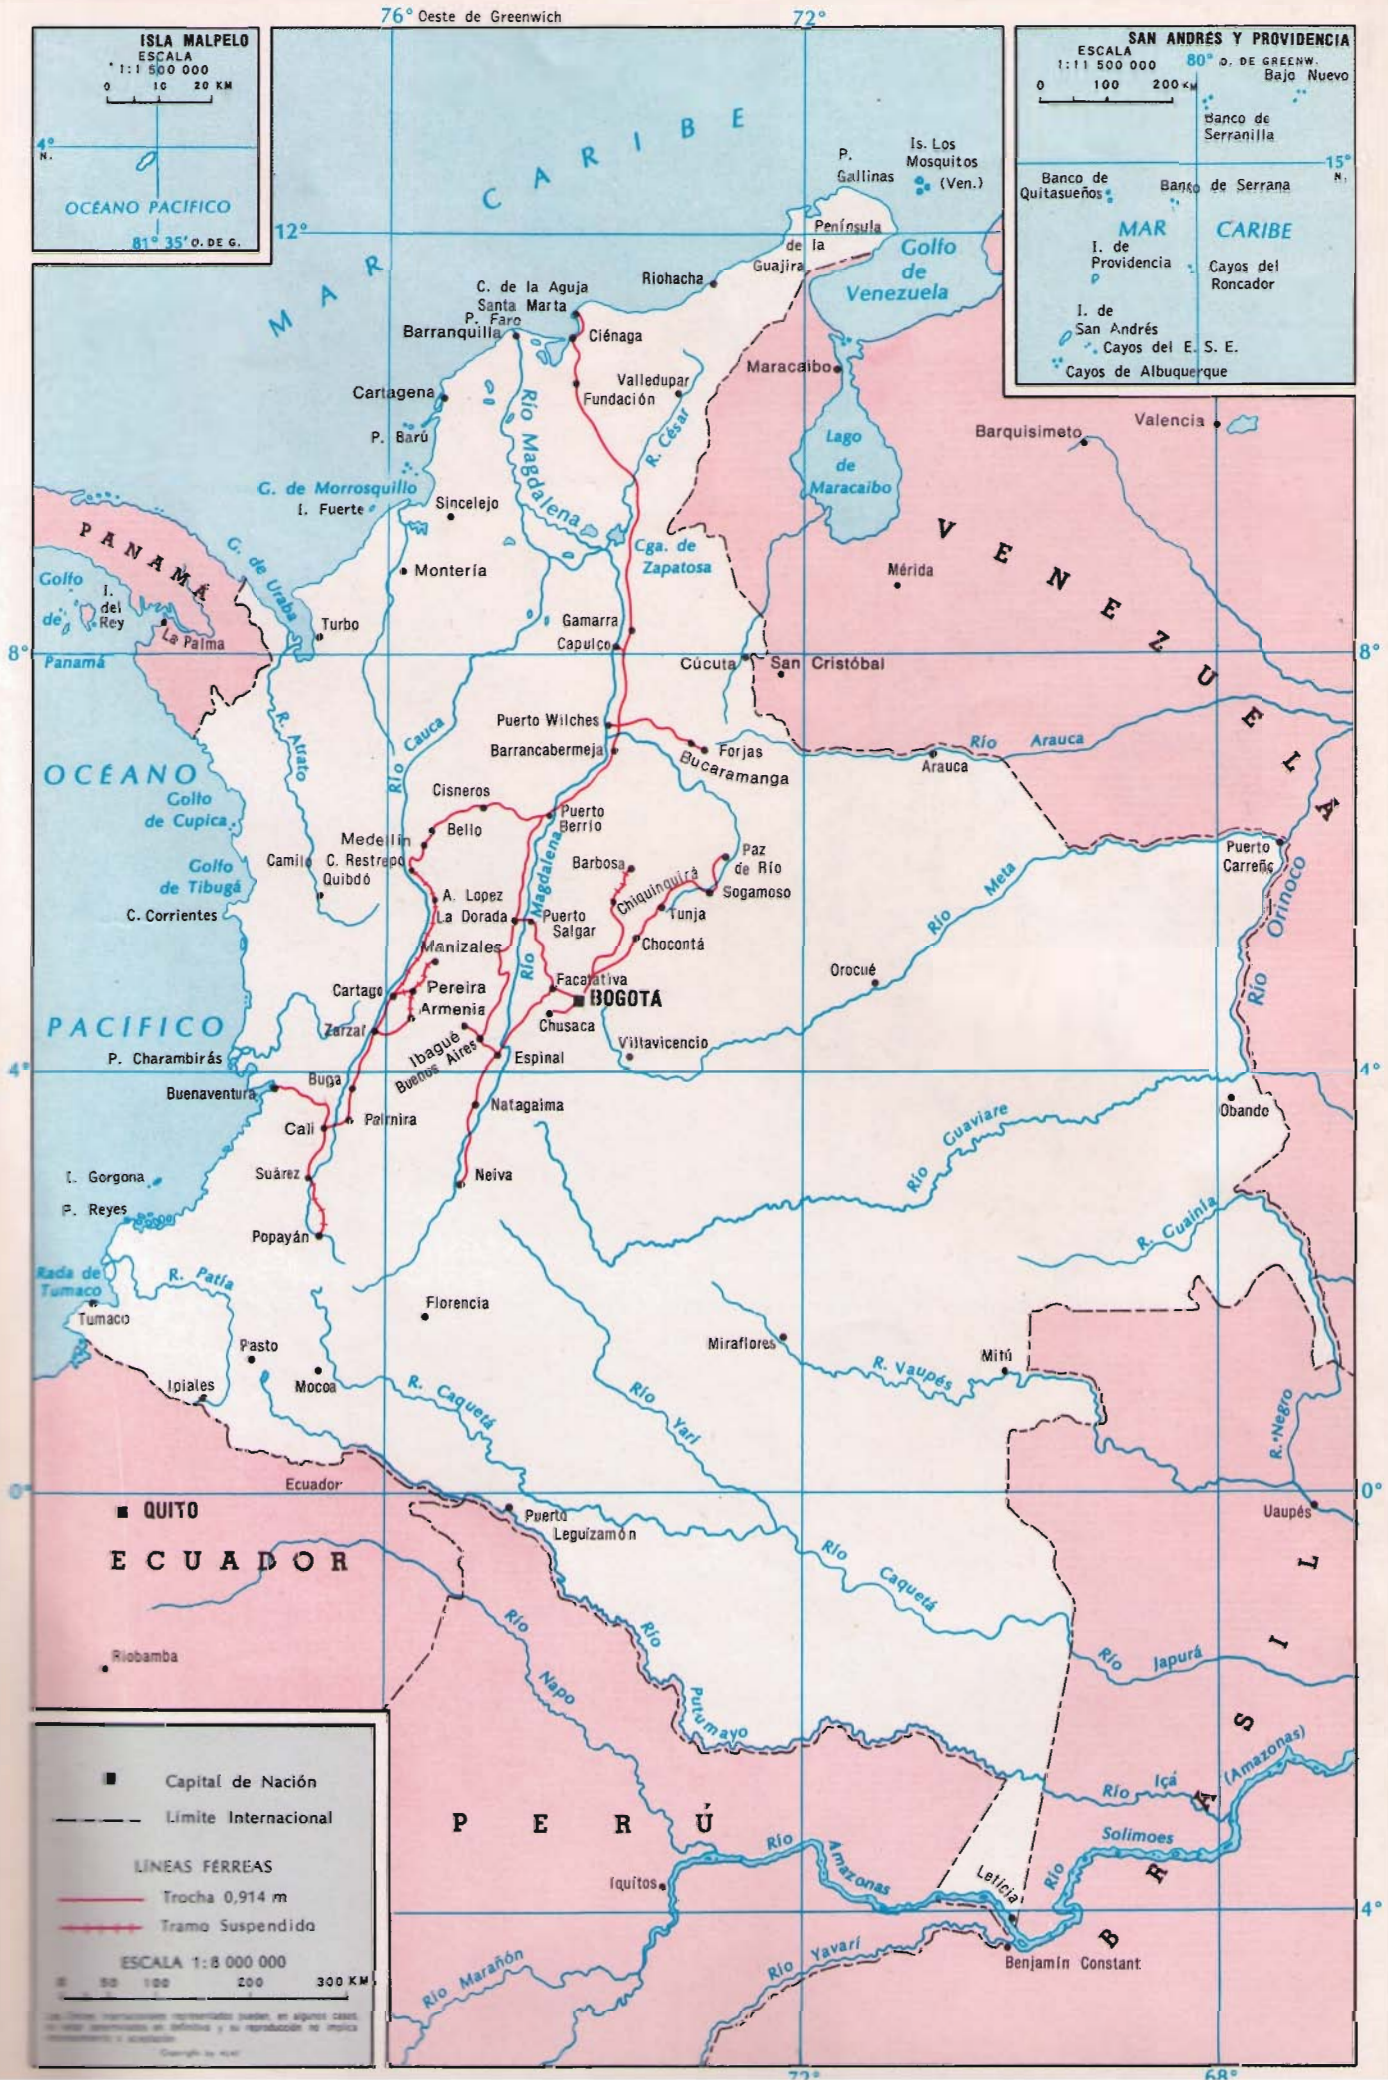 76° Oeste de Greenwich
72°
ISLA MALPELO
ESCALA
1:1 500 000
0 10 20 KM
4°
N.
OCÉANO PACIFICO
81° 35' O. DE G.
SAN ANDRÉS Y PROVIDENCIA
ESCALA
1:11 500 000
80° O. DE GREENW.
0 100 200 KM
Bajo Nuevo
Banco de
Serranilla
15°
N.
Banco de
Quitasueños
Banco de Serrana
MAR CARIBE
I. de
Providencia
Cayos del
Roncador
I. de
San Andrés
Cayos del E. S. E.
Cayos de Albuquerque
MAR CARIBE
P.
Gallinas
Is. Los
Mosquitos
(Ven.)
12°
Península
de la
Guajira
Golfo
de
Venezuela
Riohacha
C. de la Aguja
Santa Marta
P. Faro
Barranquilla
Ciénaga
Maracaibo
Valledupar
Fundación
Cartagena
Río Magdalena
R. César
P. Barú
Lago
de
Maracaibo
Barquisimeto
Valencia
G. de Morrosquillo
I. Fuerte
Sincelejo
VENEZUELA
PANAMÁ
G. de Uraba
Cga. de
Zapatosa
Montería
Mérida
Golfo
de
Panamá
I.
del
Rey
La Palma
Turbo
Gamarra
Capulco
8°
8°
Cúcuta
San Cristóbal
R. Atrato
Río Cauca
Puerto Wilches
Barrancabermeja
Forjas
Bucaramanga
Río Arauca
Arauca
OCÉANO
PACÍFICO
Golfo
de Cupica
Cisneros
Bello
Medellín
Puerto
Berrío
Camilo C. Restrepo
Quibdó
Golfo
de Tibugá
C. Corrientes
Barbosa
Paz
de Río
Chiquinquirá
Sogamoso
Tunja
Chocontá
A. Lopez
La Dorada
Puerto
Salgar
Río Magdalena
Manizales
Río Meta
Puerto
Carreño
Río Orinoco
Orocué
Cartago
Pereira
Armenia
Facatativa
BOGOTÁ
Chusaca
Zarzal
Ibagué
Buenos Aires
Espinal
Villavicencio
P. Charambirás
4°
4°
Buenaventura
Buga
Palmira
Cali
Natagaima
Obando
Río Guaviare
I. Gorgona
P. Reyes
Suárez
Neiva
Popayán
R. Guainía
Rada de
Tumaco
Tumaco
R. Patía
Florencia
Miraflores
R. Vaupés
Mitú
Pasto
Mocoa
Ipiales
R. Caquetá
Río Yarí
R. Negro
Ecuador
0°
0°
QUITO
ECUADOR
Puerto
Leguízamón
Uaupés
Río Caquetá
Río Napo
Río Putumayo
Río Japurá
Riobamba
BRASIL
PERÚ
Río Içá
(Amazonas)
Río Solimoes
Río Amazonas
Iquitos
Leticia
4°
Río Yavarí
Benjamín Constant
Río Marañón
72°
68°
Capital de Nación
Límite Internacional
LÍNEAS FÉRREAS
Trocha 0,914 m
Tramo Suspendido
ESCALA 1:8 000 000
0 50 100 200 300 KM